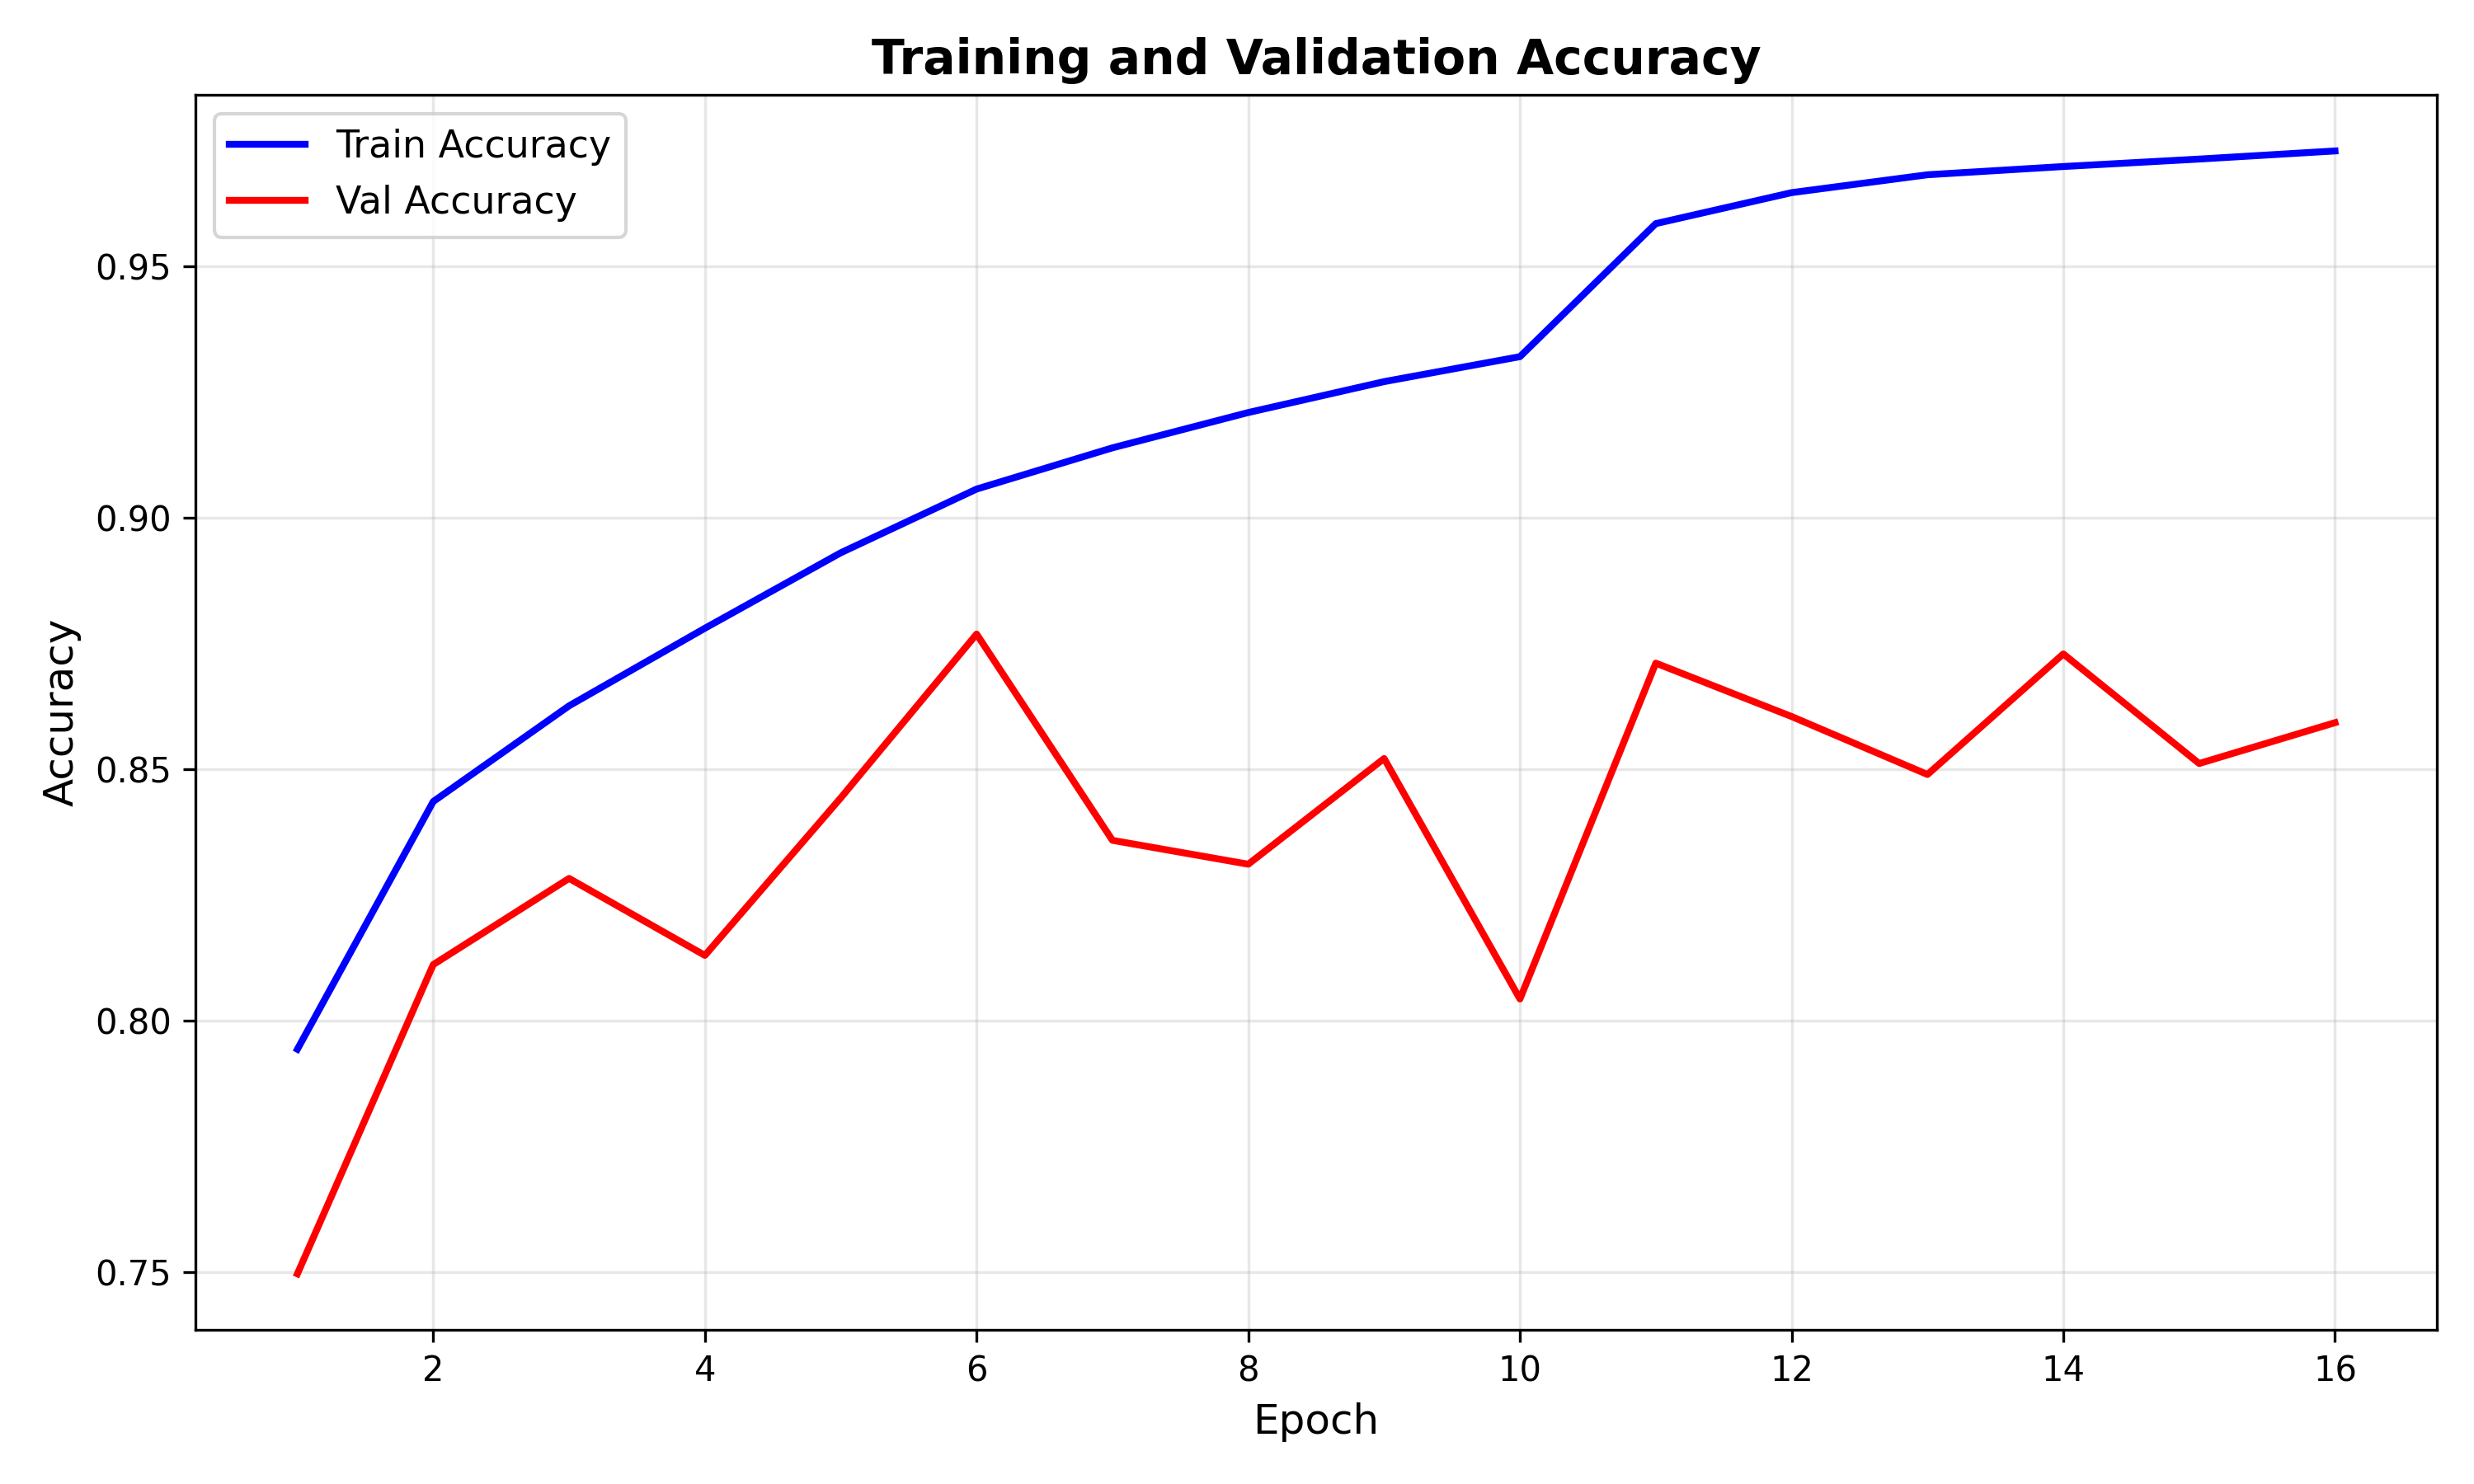 Training and Validation Accuracy
Train Accuracy
Val Accuracy
0.95
0.90
0.85
0.80
0.75
Accuracy
2 4 6 8 10 12 14 16
Epoch